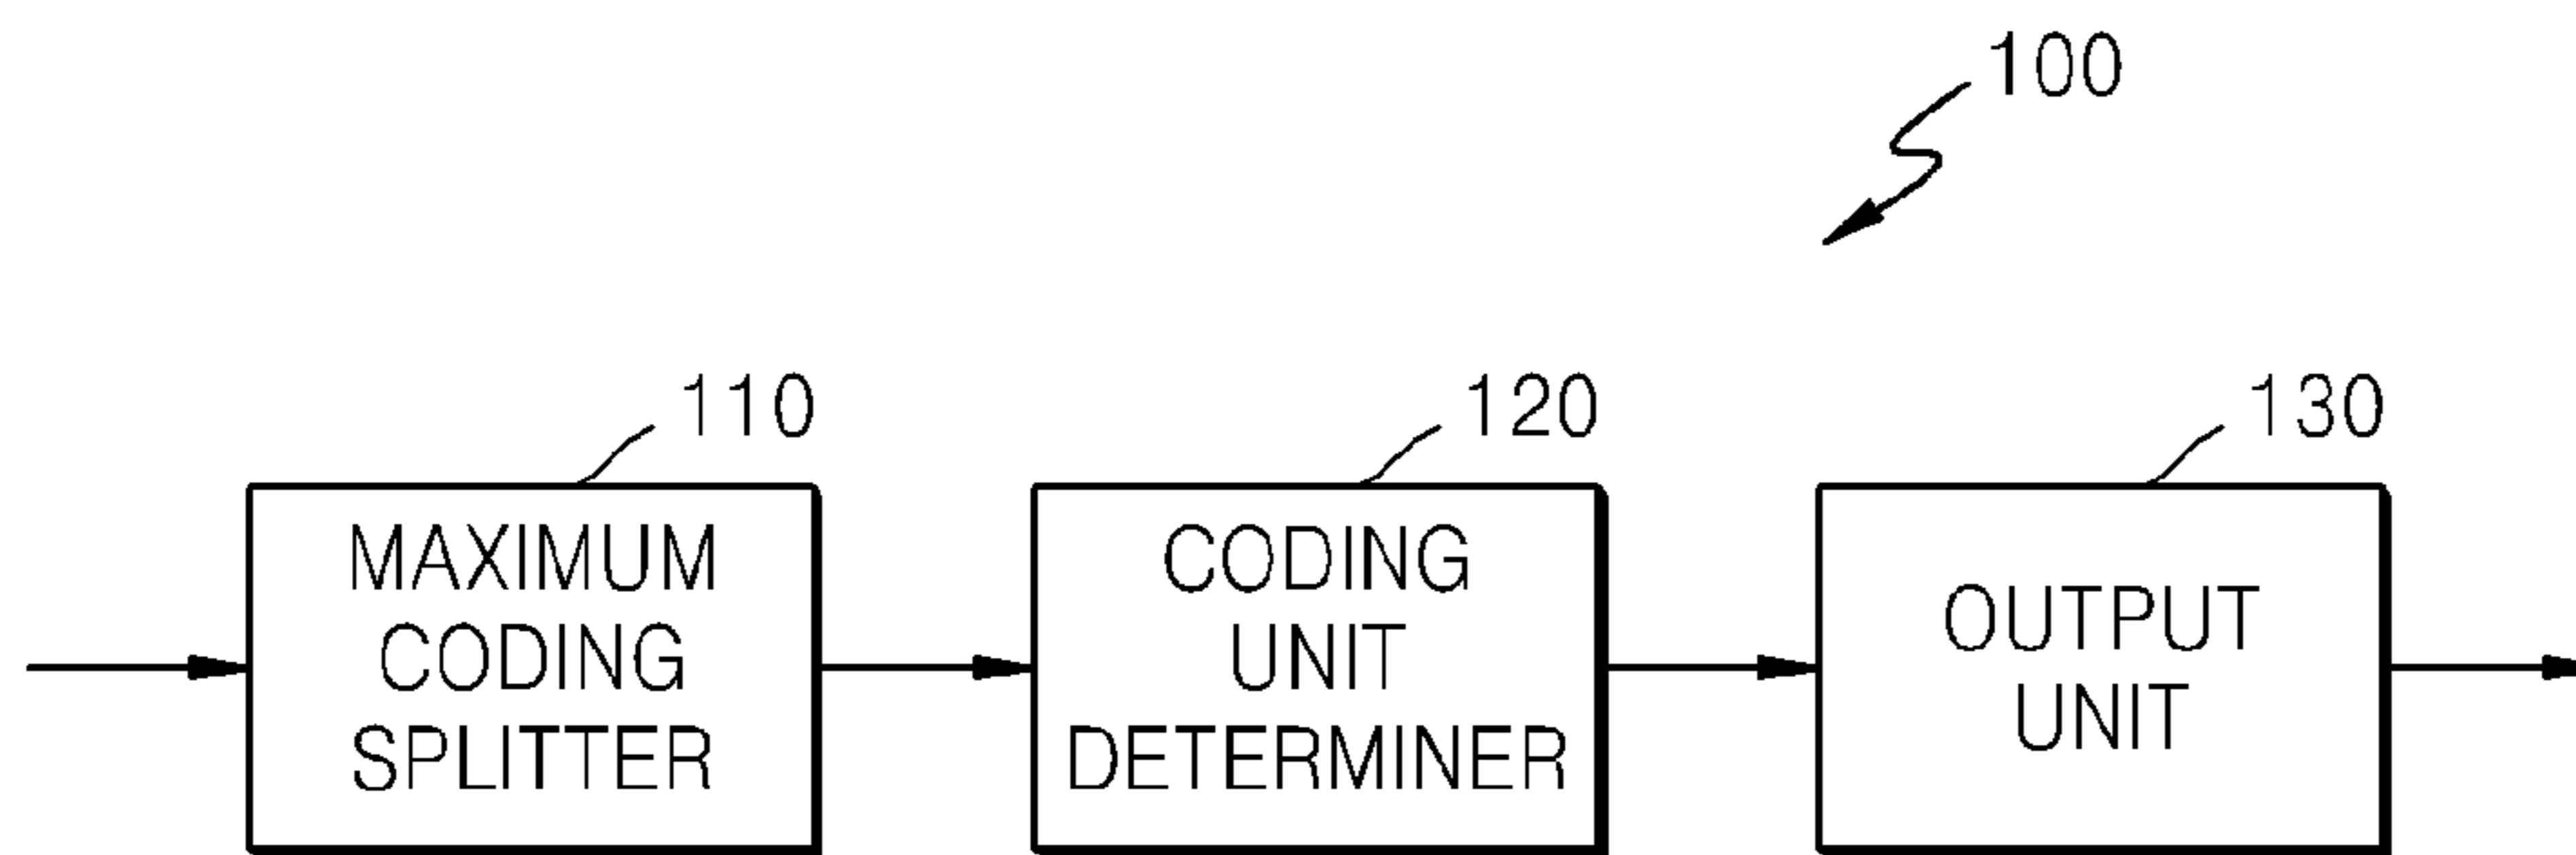 100
110
120
130
MAXIMUM
CODING
SPLITTER
CODING
UNIT
DETERMINER
OUTPUT
UNIT